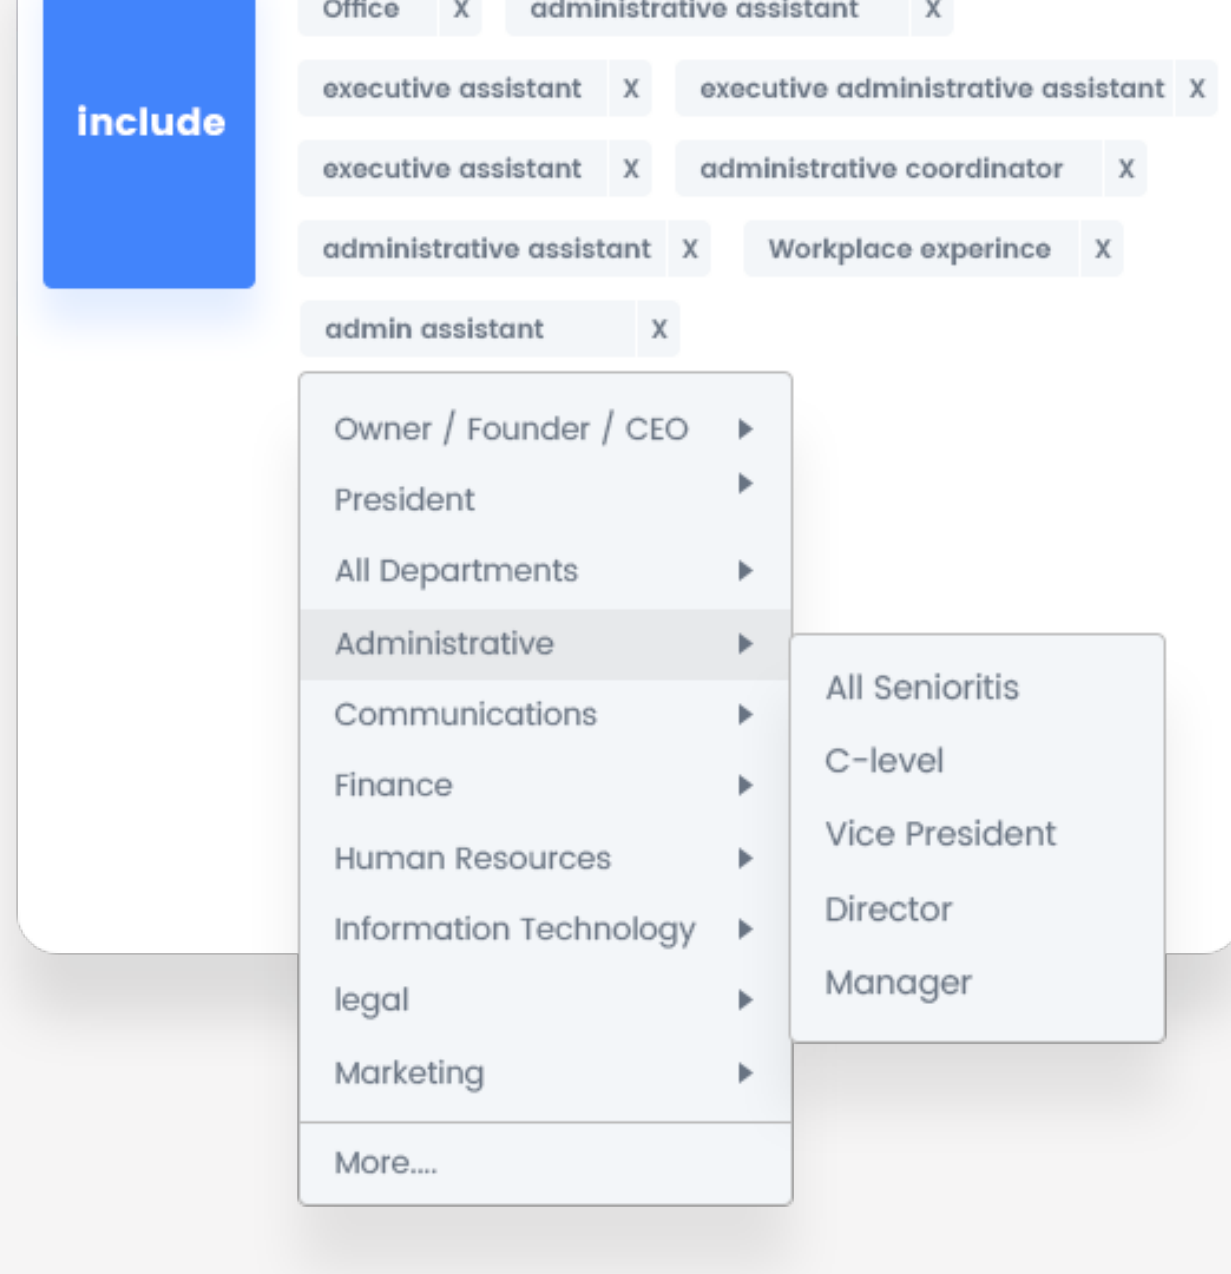 Office X administrative assistant X
executive assistant X executive administrative assistant X
include
executive assistant X administrative coordinator X
administrative assistant X Workplace experince X
admin assistant X
Owner / Founder / CEO
President
All Departments
Administrative
Communications
Finance
Human Resources
Information Technology
legal
Marketing
More....
All Senioritis
C-level
Vice President
Director
Manager